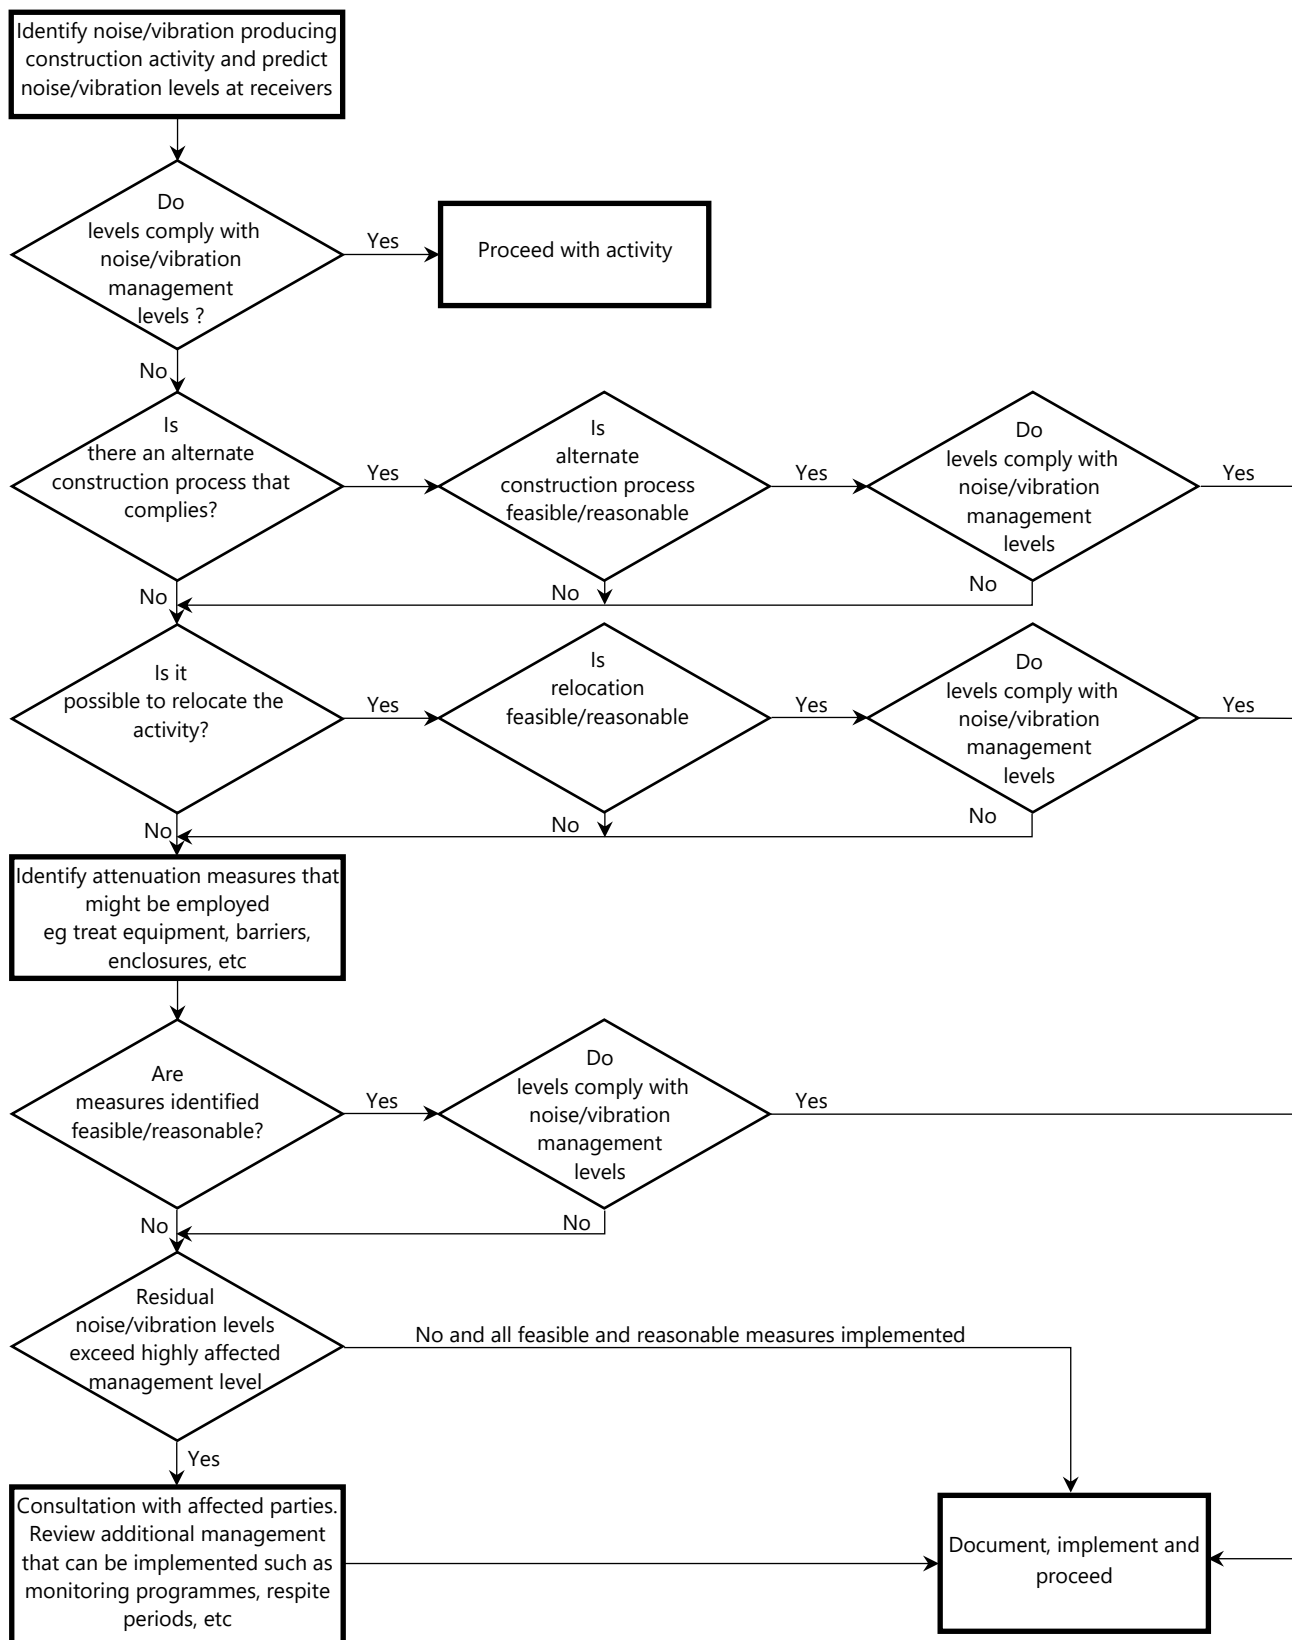 Identify noise/vibration producing
construction activity and predict
noise/vibration levels at receivers
Do
levels comply with
noise/vibration
management
levels ?
Yes
Proceed with activity
No
Is
there an alternate
construction process that
complies?
Yes
Is
alternate
construction process
feasible/reasonable
Yes
Do
levels comply with
noise/vibration
management
levels
Yes
No
No
No
Is it
possible to relocate the
activity?
Yes
Is
relocation
feasible/reasonable
Yes
Do
levels comply with
noise/vibration
management
levels
Yes
No
No
No
Identify attenuation measures that
might be employed
eg treat equipment, barriers,
enclosures, etc
Are
measures identified
feasible/reasonable?
Yes
Do
levels comply with
noise/vibration
management
levels
Yes
No
No
Residual
noise/vibration levels
exceed highly affected
management level
No and all feasible and reasonable measures implemented
Yes
Consultation with affected parties.
Review additional management
that can be implemented such as
monitoring programmes, respite
periods, etc
Document, implement and
proceed